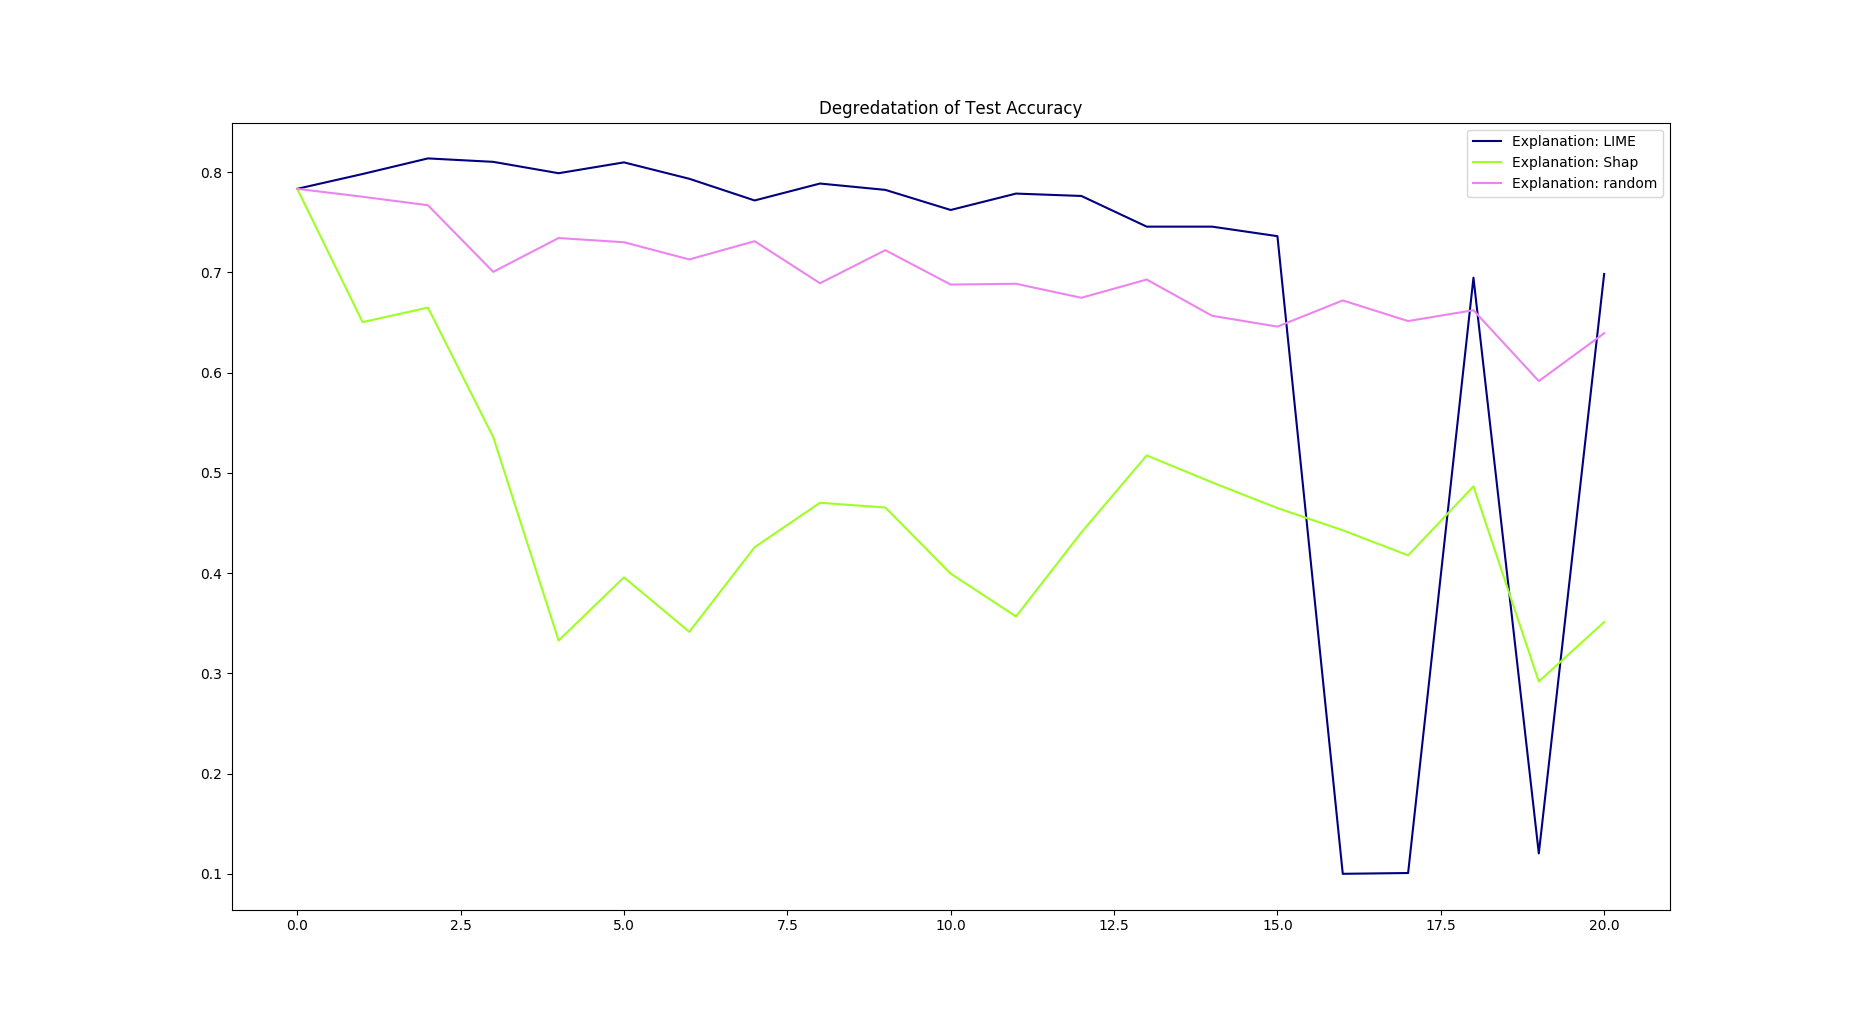 Degredatation of Test Accuracy
Explanation: LIME
Explanation: Shap
Explanation: random
0.8
0.7
0.6
0.5
0.4
0.3
0.2
0.1
0.0 2.5 5.0 7.5 10.0 12.5 15.0 17.5 20.0